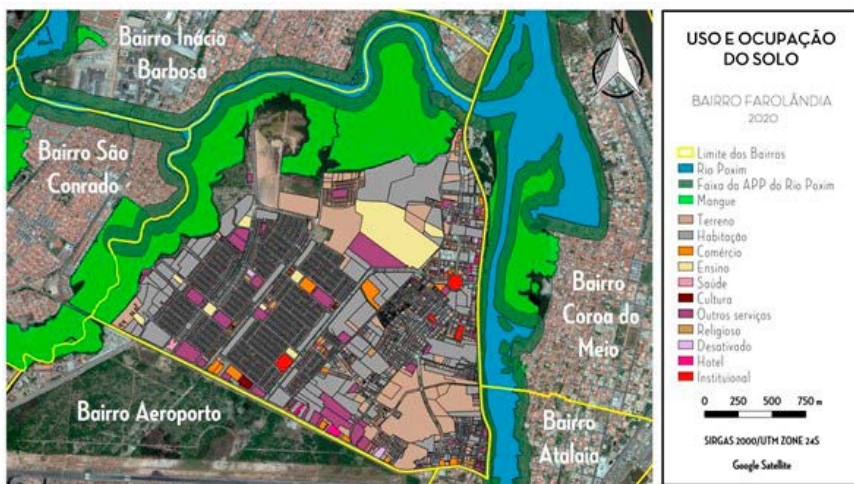 Bairro Inácio
Barbosa
Bairro São
Conrado
Bairro Aeroporto
Bairro
Coroa do
Meio
Bairro
Atalaia
N
USO E OCUPAÇÃO
DO SOLO
BAIRRO FAROLÂNDIA
2020
Limite dos Bairros
Rio Poxim
Faixa da APP do Rio Poxim
Mangue
Terreno
Habitação
Comércio
Ensino
Saúde
Cultura
Outros serviços
Religioso
Desativado
Hotel
Instituional
0 250 500 750 m
SIRGAS 2000/UTM ZONE 24S
Google Satellite